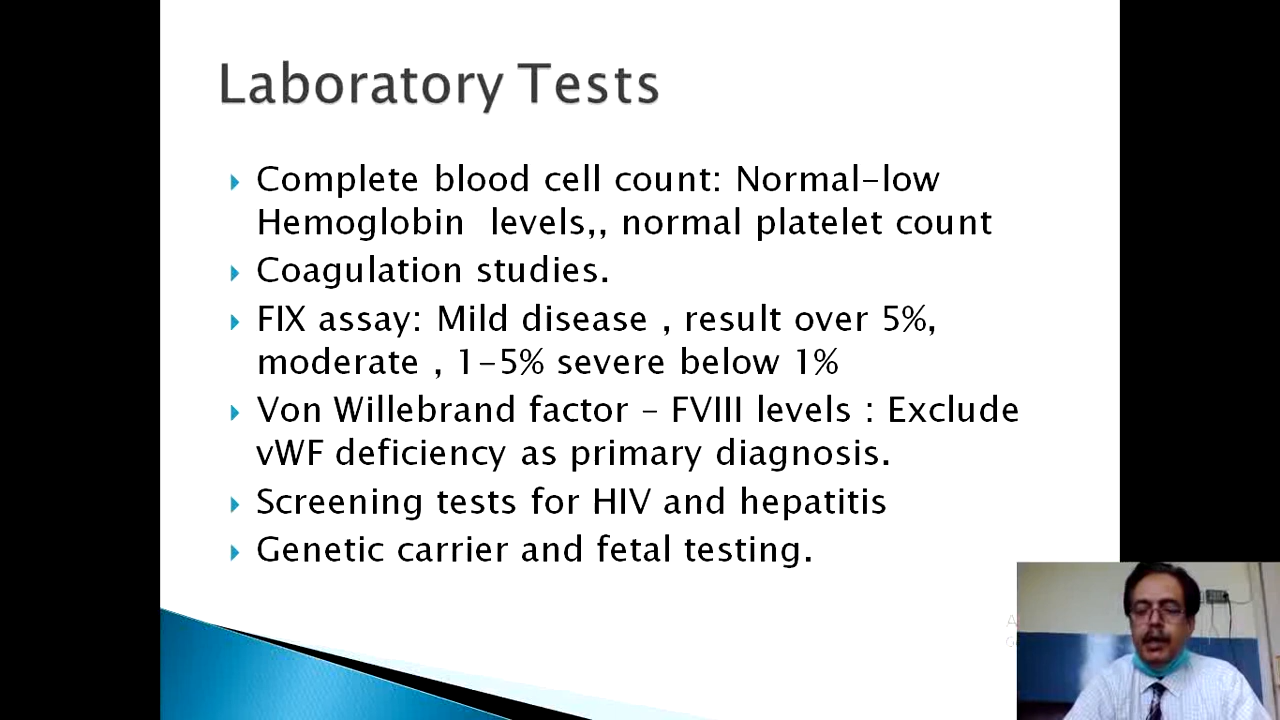 Laboratory Tests
Complete blood cell count: Normal-low
Hemoglobin levels,, normal platelet count
Coagulation studies.
FIX assay: Mild disease , result over 5%,
moderate , 1-5% severe below 1%
Von Willebrand factor – FVIII levels : Exclude
vWF deficiency as primary diagnosis.
Screening tests for HIV and hepatitis
Genetic carrier and fetal testing.